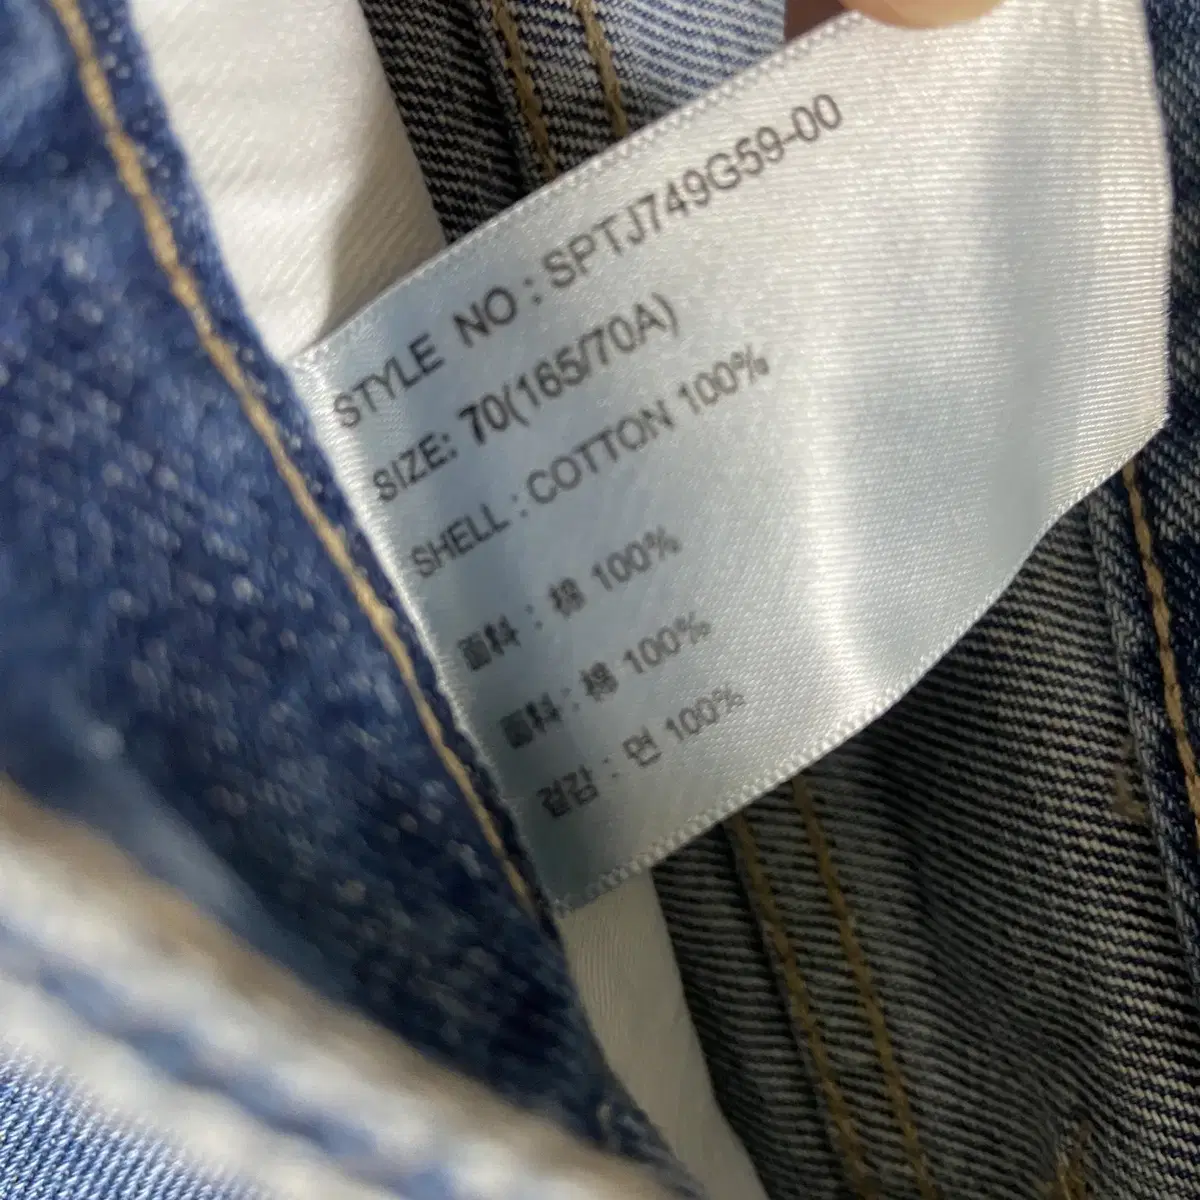 STYLE NO : SPTJ749G59-00
SIZE: 70(165/70A)
SHELL : COTTON 100%
面料 : 棉 100%
面料 : 棉 100%
겉감 : 면 100%